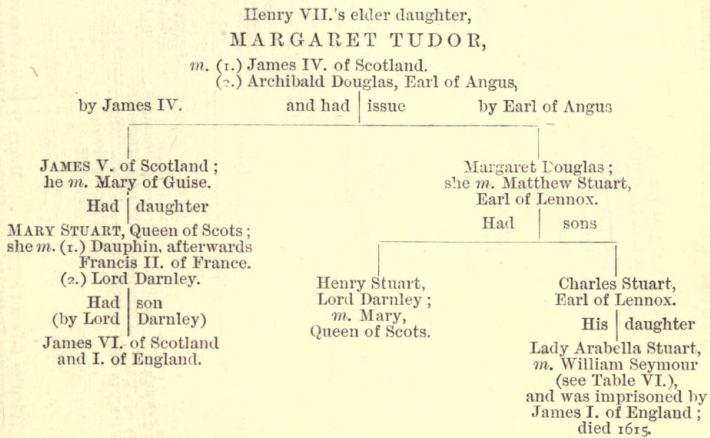 Henry VII.'s elder daughter,
MARGARET TUDOR,
m. (1.) James IV. of Scotland.
(2.) Archibald Douglas, Earl of Angus,
by James IV. and had issue by Earl of Angus
JAMES V. of Scotland ;
he m. Mary of Guise.
Had daughter
MARY STUART, Queen of Scots ;
she m. (1.) Dauphin, afterwards
Francis II. of France.
(2.) Lord Darnley.
Had son
(by Lord Darnley)
James VI. of Scotland
and I. of England.
Margaret Douglas ;
she m. Matthew Stuart,
Earl of Lennox.
Had sons
Henry Stuart,
Lord Darnley ;
m. Mary,
Queen of Scots.
Charles Stuart,
Earl of Lennox.
His daughter
Lady Arabella Stuart,
m. William Seymour
(see Table VI.),
and was imprisoned by
James I. of England ;
died 1615.